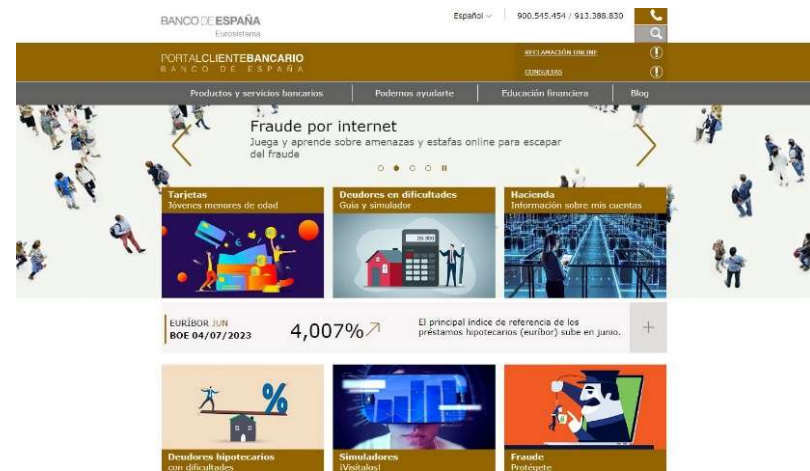 BANCO DE ESPAÑA
Eurosistema
Español
900.545.454 / 913.388.830
PORTALCLIENTEBANCARIO
BANCO DE ESPAÑA
RECLAMACIÓN ONLINE
CONSULTAS
Productos y servicios bancarios
Podemos ayudarte
Educación financiera
Blog
Fraude por internet
Juega y aprende sobre amenazas y estafas online para escapar
del fraude
Tarjetas
Jóvenes menores de edad
Deudores en dificultades
Guía y simulador
Hacienda
Información sobre mis cuentas
EURÍBOR JUN
BOE 04/07/2023
4,007%
El principal índice de referencia de los
préstamos hipotecarios (euríbor) sube en junio.
+
%
Deudores hipotecarios
con dificultades
Simuladores
¡Visítalos!
Fraude
Protégete